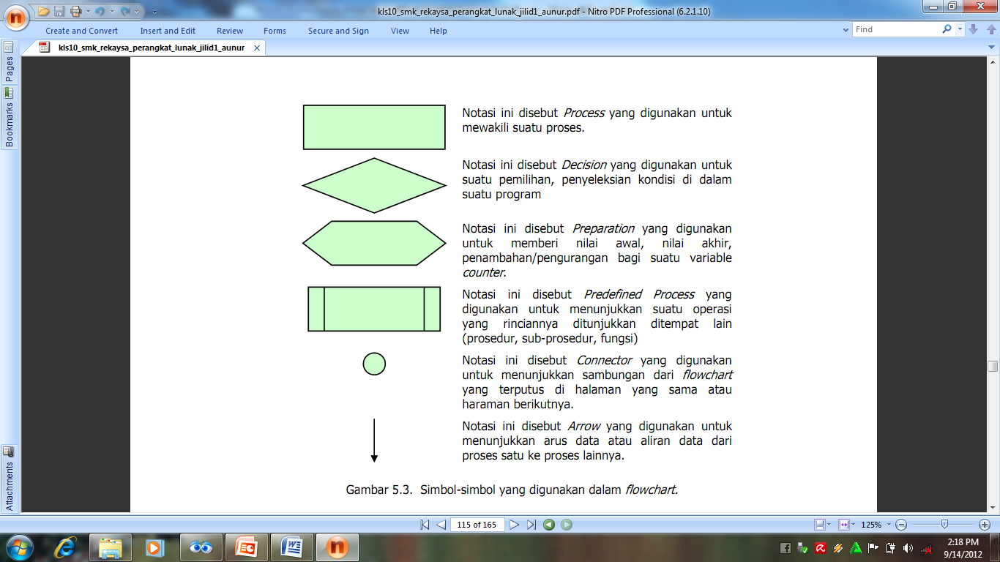 kls10_smk_rekaysa_perangkat_lunak_jilid1_aunur.pdf - Nitro PDF Professional (6.2.1.10)
Create and Convert Insert and Edit Review Forms Secure and Sign View Help Find
kls10_smk_rekaysa_perangkat_lunak_jilid1_aunur
Pages
Bookmarks
Attachments
Notasi ini disebut Process yang digunakan untuk
mewakili suatu proses.
Notasi ini disebut Decision yang digunakan untuk
suatu pemilihan, penyeleksian kondisi di dalam
suatu program
Notasi ini disebut Preparation yang digunakan
untuk memberi nilai awal, nilai akhir,
penambahan/pengurangan bagi suatu variable
counter.
Notasi ini disebut Predefined Process yang
digunakan untuk menunjukkan suatu operasi
yang rinciannya ditunjukkan ditempat lain
(prosedur, sub-prosedur, fungsi)
Notasi ini disebut Connector yang digunakan
untuk menunjukkan sambungan dari flowchart
yang terputus di halaman yang sama atau
haraman berikutnya.
Notasi ini disebut Arrow yang digunakan untuk
menunjukkan arus data atau aliran data dari
proses satu ke proses lainnya.
Gambar 5.3. Simbol-simbol yang digunakan dalam flowchart.
115 of 165
125%
2:18 PM
9/14/2012